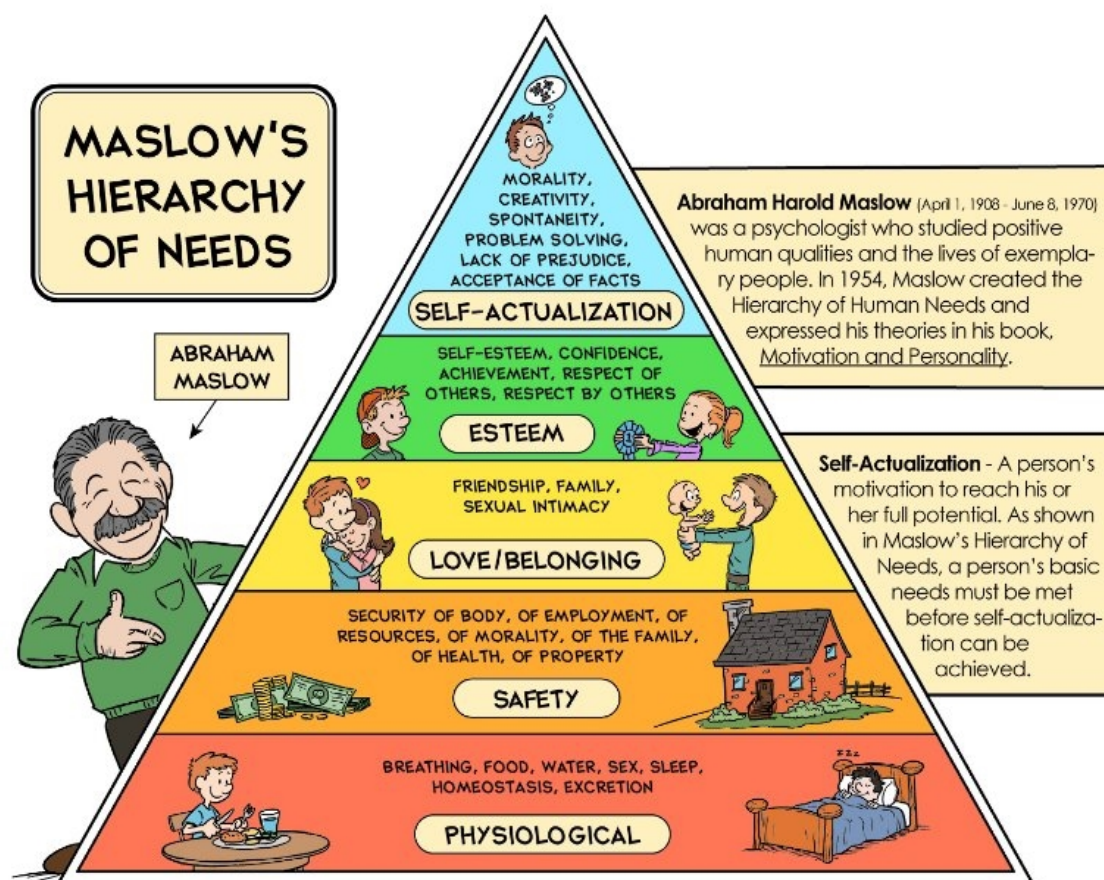 MASLOW'S
HIERARCHY
OF NEEDS
ABRAHAM
MASLOW
MORALITY,
CREATIVITY,
SPONTANEITY,
PROBLEM SOLVING,
LACK OF PREJUDICE,
ACCEPTANCE OF FACTS
SELF-ACTUALIZATION
SELF-ESTEEM, CONFIDENCE,
ACHIEVEMENT, RESPECT OF
OTHERS, RESPECT BY OTHERS
ESTEEM
1
FRIENDSHIP, FAMILY,
SEXUAL INTIMACY
LOVE/BELONGING
SECURITY OF BODY, OF EMPLOYMENT, OF
RESOURCES, OF MORALITY, OF THE FAMILY,
OF HEALTH, OF PROPERTY
SAFETY
BREATHING, FOOD, WATER, SEX, SLEEP,
HOMEOSTASIS, EXCRETION
PHYSIOLOGICAL
zzz
Abraham Harold Maslow (April 1, 1908 - June 8, 1970)
was a psychologist who studied positive
human qualities and the lives of exempla-
ry people. In 1954, Maslow created the
Hierarchy of Human Needs and
expressed his theories in his book,
Motivation and Personality.
Self-Actualization - A person's
motivation to reach his or
her full potential. As shown
in Maslow's Hierarchy of
Needs, a person's basic
needs must be met
before self-actualiza-
tion can be
achieved.